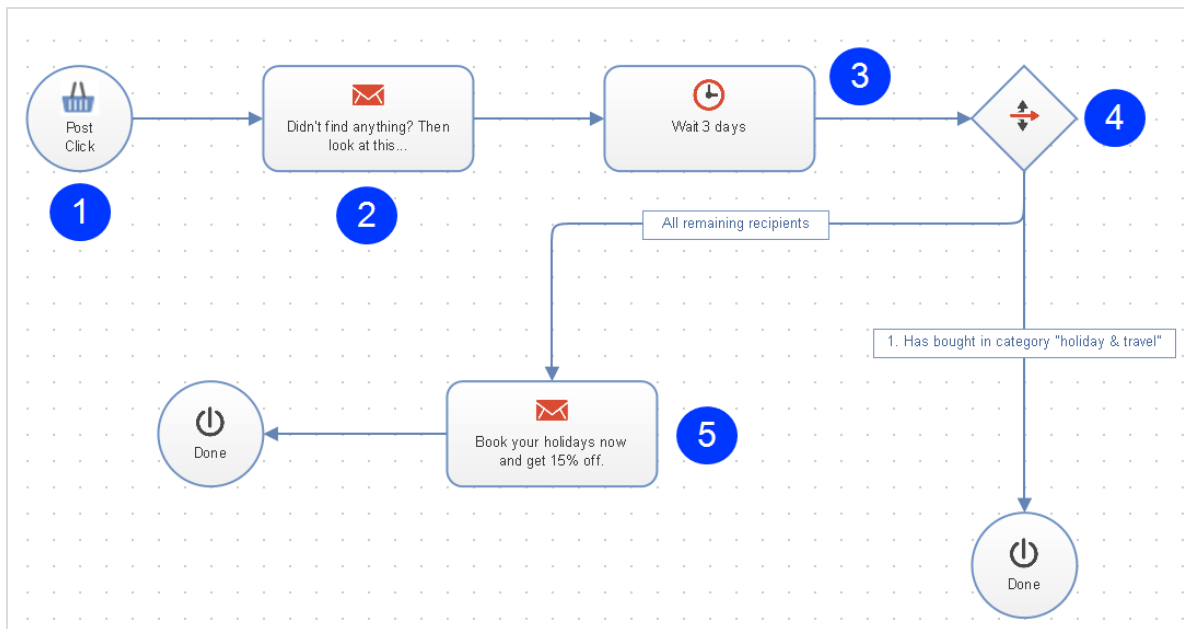 Post
Click
1
Didn't find anything? Then
look at this...
2
Wait 3 days
3
4
All remaining recipients
1. Has bought in category "holiday & travel"
Book your holidays now
and get 15% off.
5
Done
Done